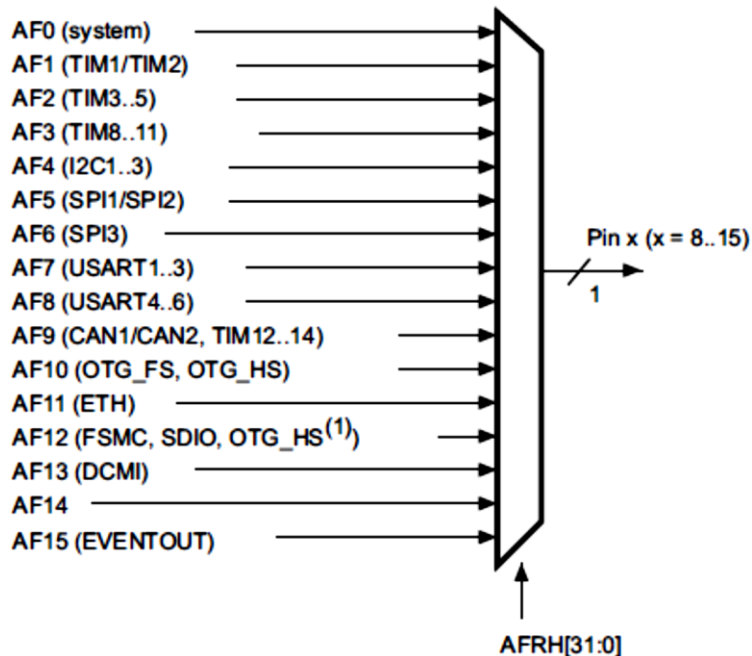 AF0 (system)
AF1 (TIM1/TIM2)
AF2 (TIM3..5)
AF3 (TIM8..11)
AF4 (I2C1..3)
AF5 (SPI1/SPI2)
AF6 (SPI3)
AF7 (USART1..3)
AF8 (USART4..6)
AF9 (CAN1/CAN2, TIM12..14)
AF10 (OTG_FS, OTG_HS)
AF11 (ETH)
AF12 (FSMC, SDIO, OTG_HS(1))
AF13 (DCMI)
AF14
AF15 (EVENTOUT)
Pin x (x = 8..15)
1
AFRH[31:0]